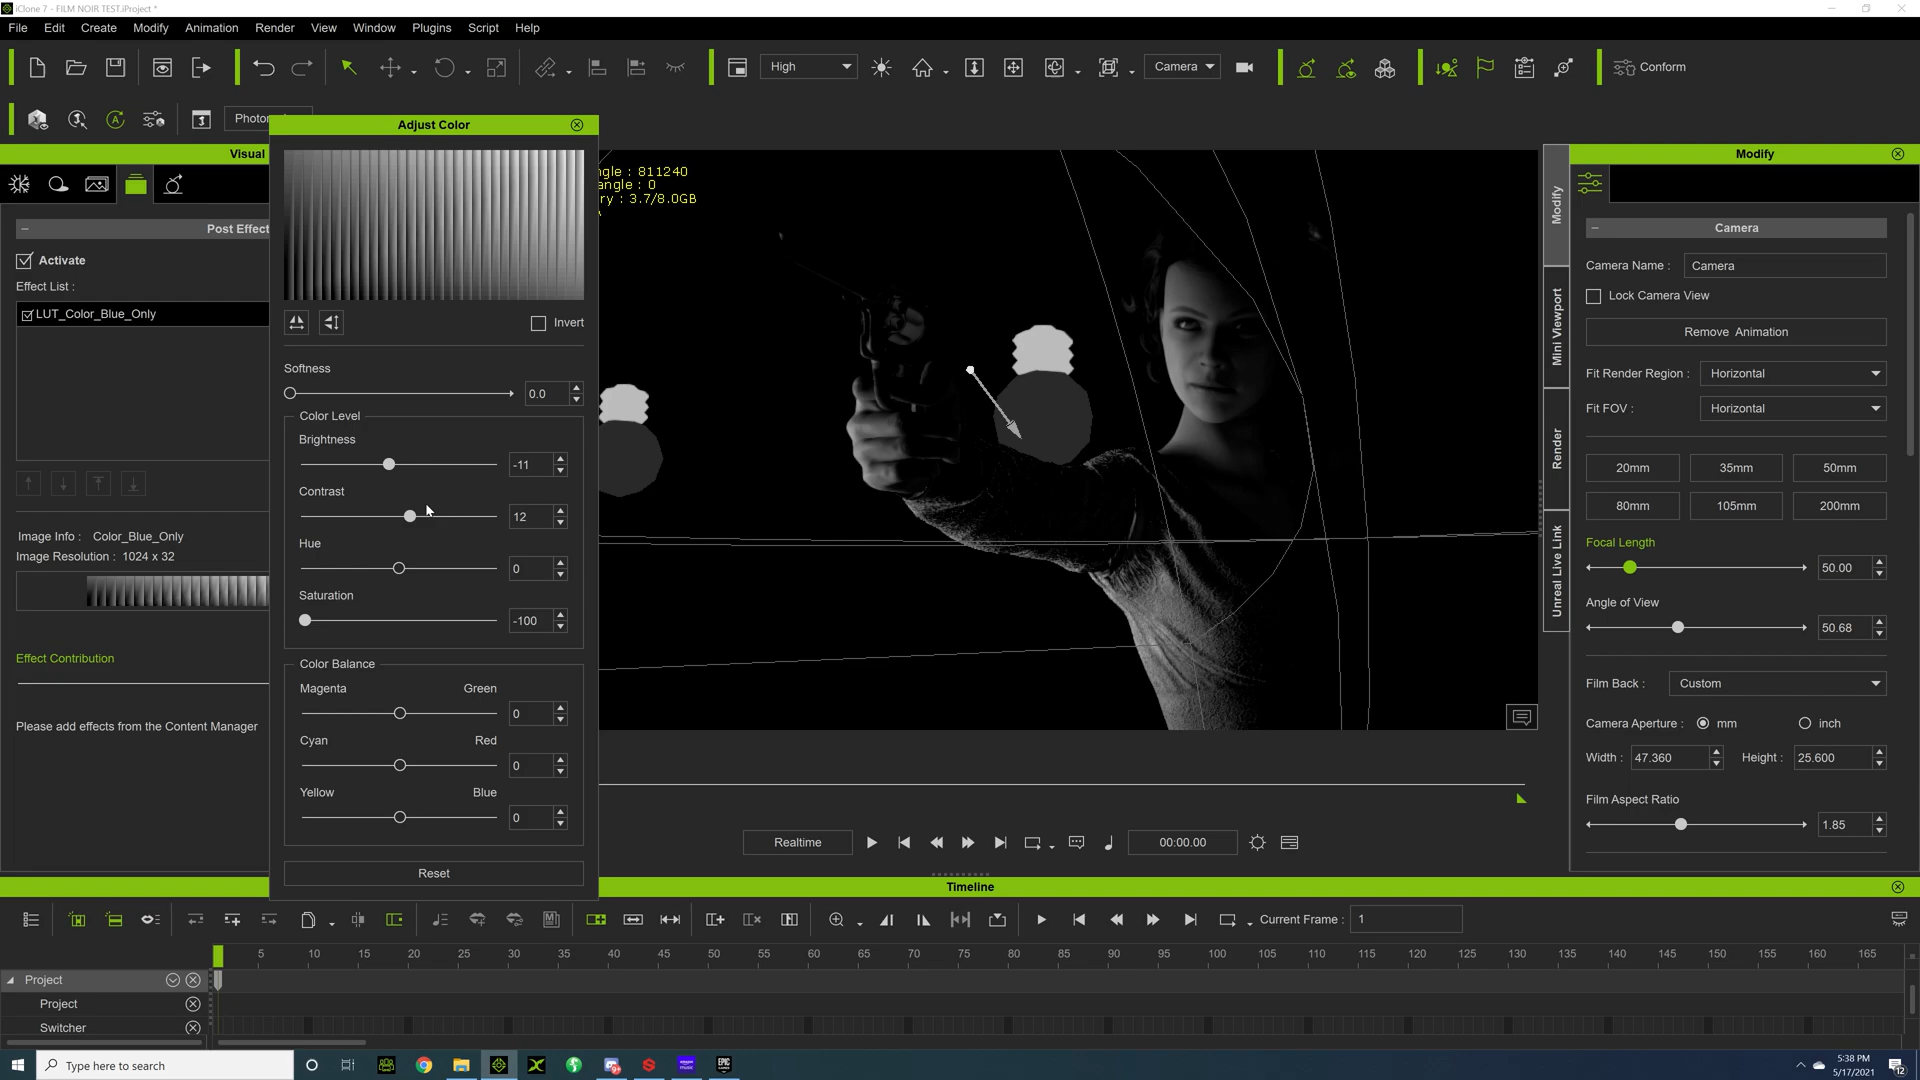 iClone 7 - FILM NOIR TEST.iProject *
File Edit Create Modify Animation Render View Window Plugins Script Help
High
Camera
Conform
Adjust Color
Visual
Modify
Post Effect
Activate
Effect List :
LUT_Color_Blue_Only
Image Info : Color_Blue_Only
Image Resolution : 1024 x 32
Effect Contribution
Please add effects from the Content Manager
Invert
Softness
0.0
Color Level
Brightness
-11
Contrast
12
Hue
0
Saturation
-100
Color Balance
Magenta Green
0
Cyan Red
0
Yellow Blue
0
Reset
: 811240
: 0
: 3.7/8.0GB
Modify
Mini Viewport
Render
Unreal Live Link
Camera
Camera Name : Camera
Lock Camera View
Remove Animation
Fit Render Region : Horizontal
Fit FOV : Horizontal
20mm 35mm 50mm
80mm 105mm 200mm
Focal Length
50.00
Angle of View
50.68
Film Back : Custom
Camera Aperture : mm inch
Width : 47.360 Height : 25.600
Film Aspect Ratio
1.85
Realtime
00:00.00
Timeline
Current Frame : 1
5 10 15 20 25 30 35 40 45 50 55 60 65 70 75 80 85 90 95 100 105 110 115 120 125 130 135 140 145 150 155 160 165
Project
Project
Switcher
Type here to search
5:38 PM
5/17/2021
12